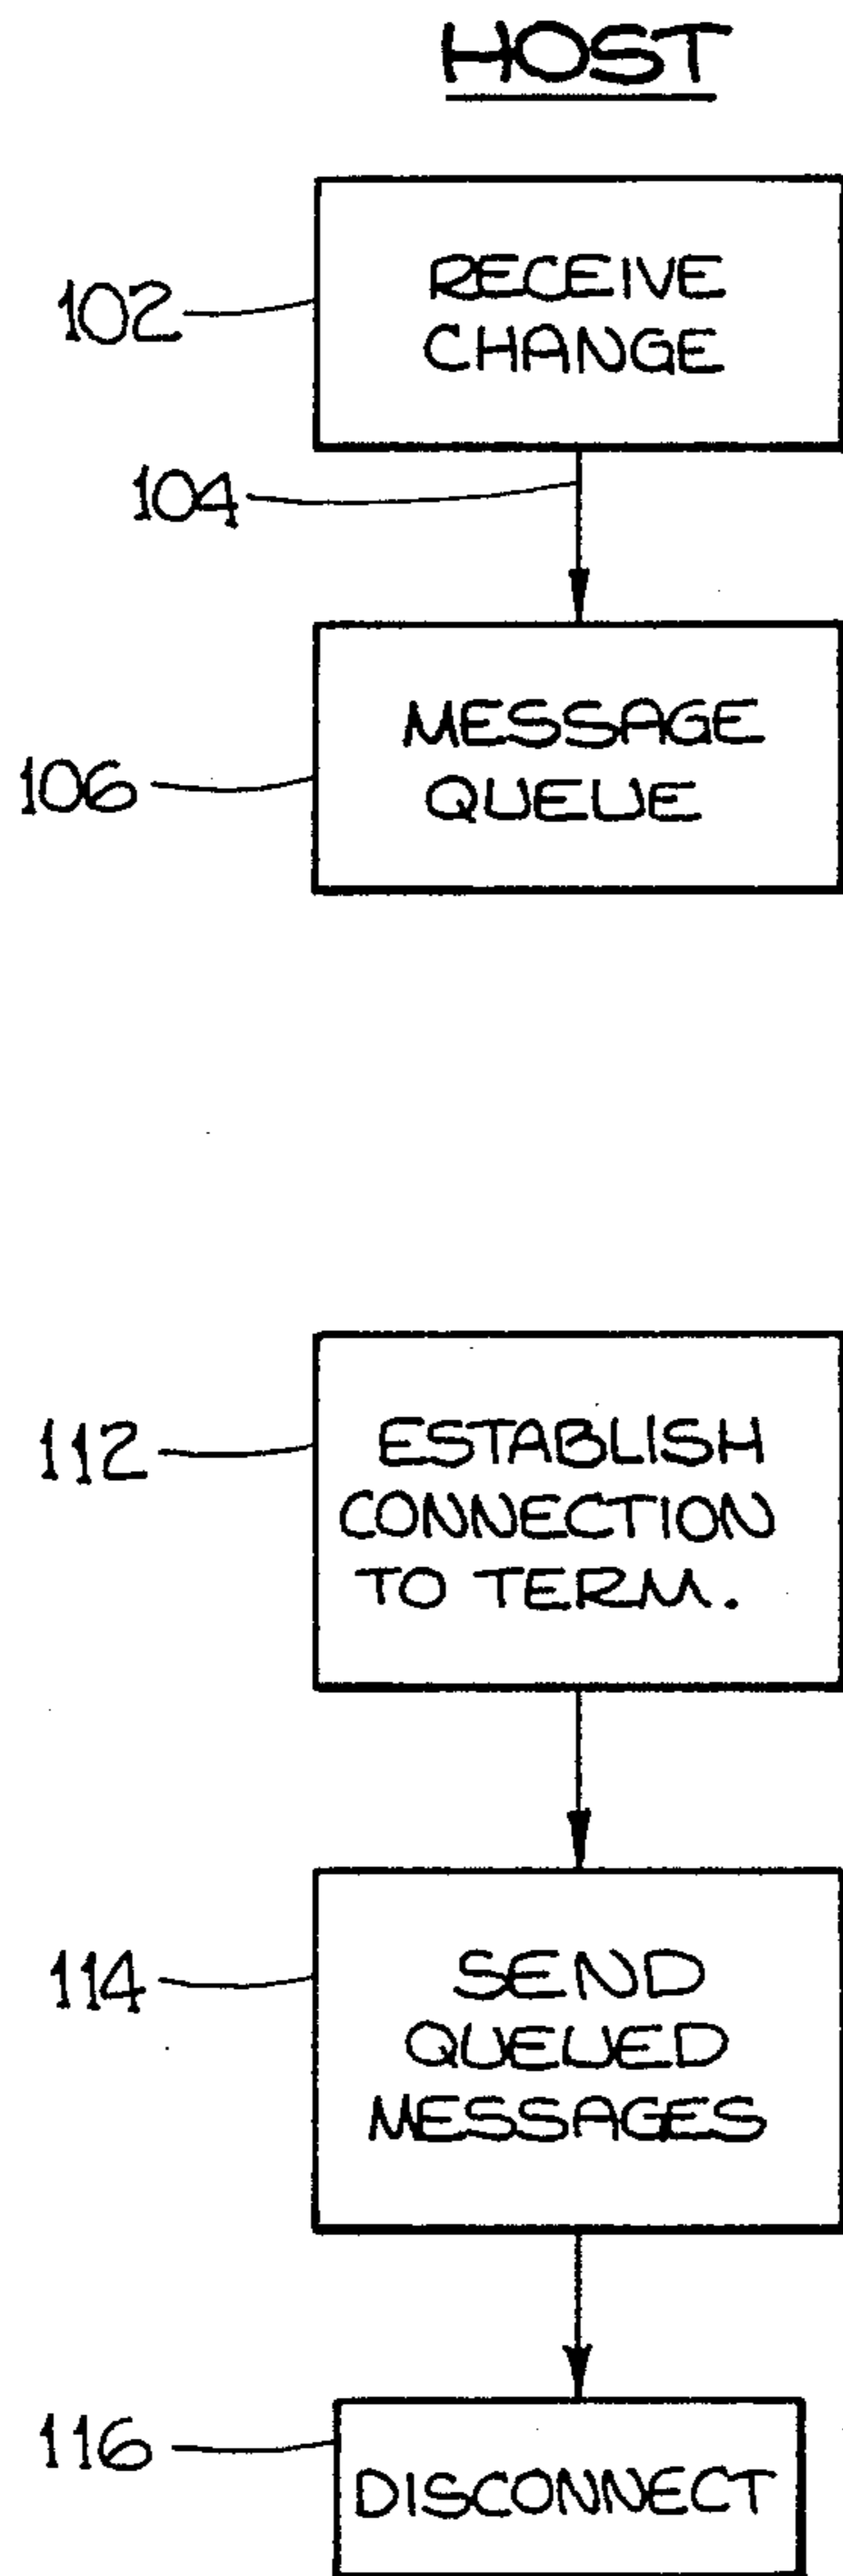 HOST
RECEIVE
CHANGE
102
104
MESSAGE
QUEUE
106
ESTABLISH
CONNECTION
TO TERM.
112
SEND
QUEUED
MESSAGES
114
DISCONNECT
116